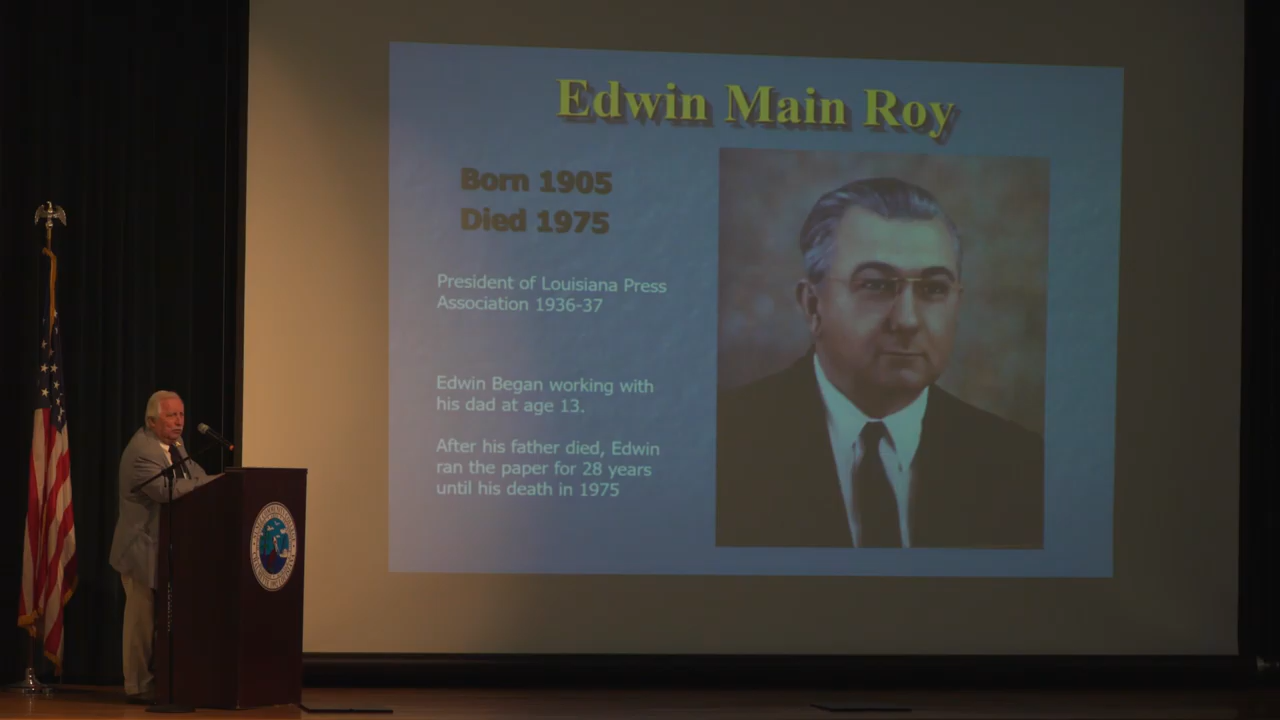 Edwin Main Roy
Born 1905
Died 1975
President of Louisiana Press
Association 1936-37
Edwin Began working with
his dad at age 13.
After his father died, Edwin
ran the paper for 28 years
until his death in 1975